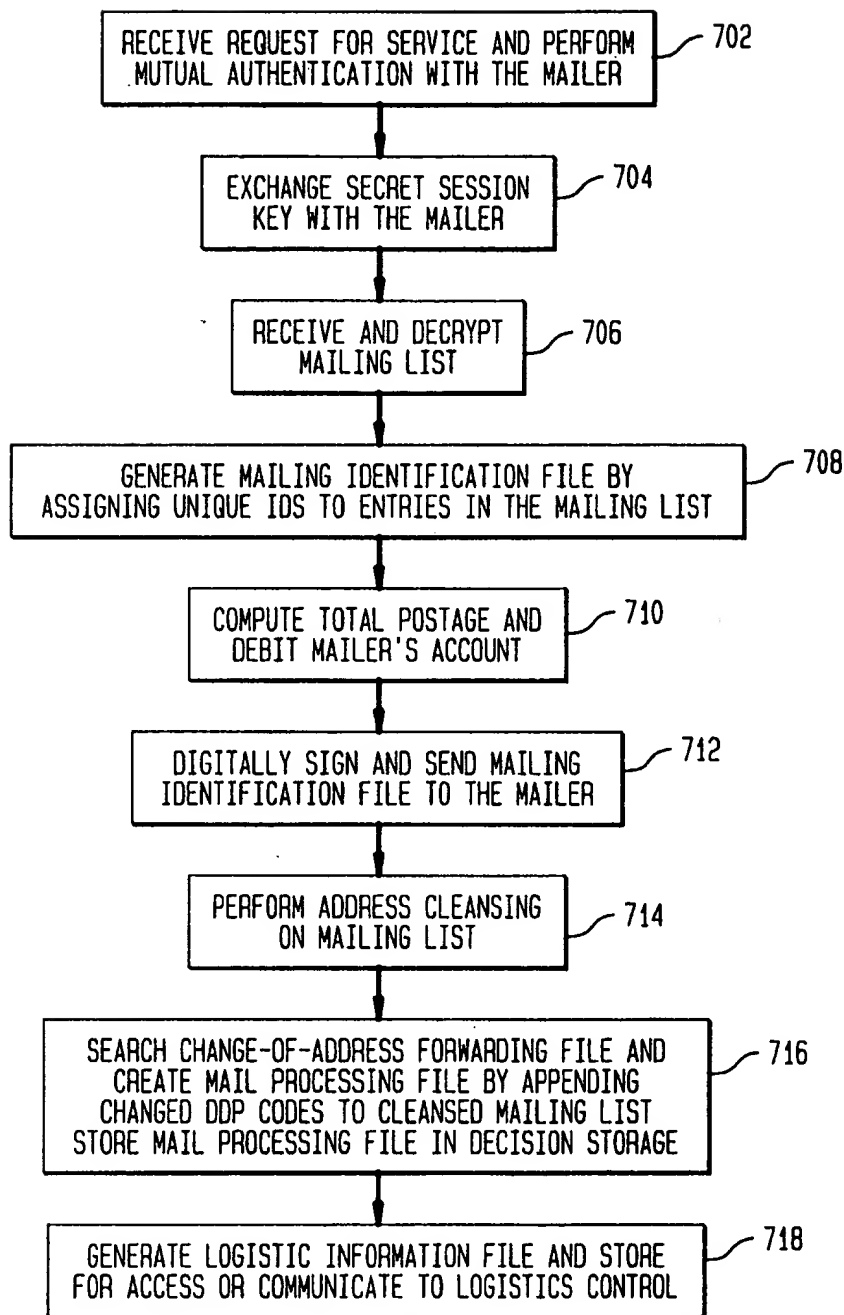 RECEIVE REQUEST FOR SERVICE AND PERFORM
MUTUAL AUTHENTICATION WITH THE MAILER
702
EXCHANGE SECRET SESSION
KEY WITH THE MAILER
704
RECEIVE AND DECRYPT
MAILING LIST
706
GENERATE MAILING IDENTIFICATION FILE BY
ASSIGNING UNIQUE IDS TO ENTRIES IN THE MAILING LIST
708
COMPUTE TOTAL POSTAGE AND
DEBIT MAILER'S ACCOUNT
710
DIGITALLY SIGN AND SEND MAILING
IDENTIFICATION FILE TO THE MAILER
712
PERFORM ADDRESS CLEANSING
ON MAILING LIST
714
SEARCH CHANGE-OF-ADDRESS FORWARDING FILE AND
CREATE MAIL PROCESSING FILE BY APPENDING
CHANGED DDP CODES TO CLEANSED MAILING LIST
STORE MAIL PROCESSING FILE IN DECISION STORAGE
716
GENERATE LOGISTIC INFORMATION FILE AND STORE
FOR ACCESS OR COMMUNICATE TO LOGISTICS CONTROL
718